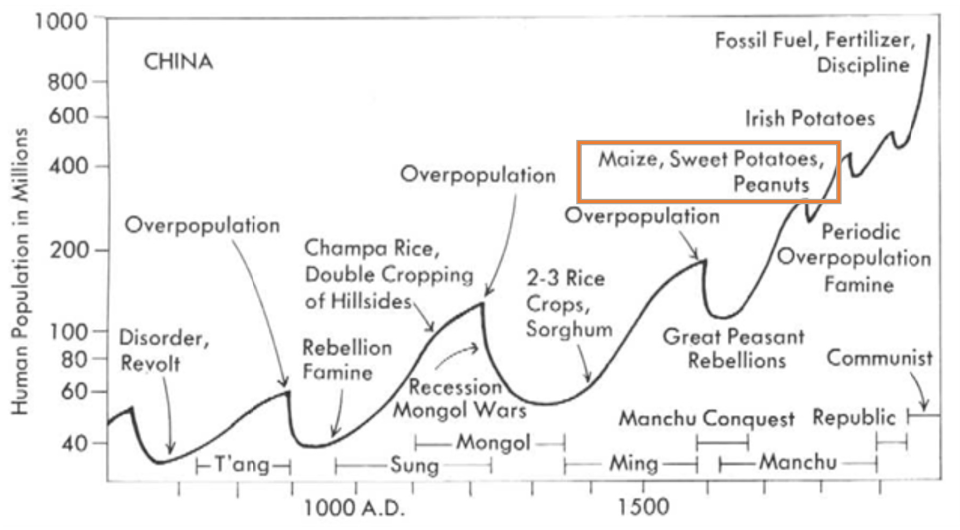 1000
CHINA
800
600
400
200
100
80
60
40
Human Population in Millions
Fossil Fuel, Fertilizer,
Discipline
Irish Potatoes
Maize, Sweet Potatoes,
Peanuts
Overpopulation
Overpopulation
Overpopulation
Champa Rice,
Double Cropping
of Hillsides
2-3 Rice
Crops,
Sorghum
Periodic
Overpopulation
Famine
Disorder,
Revolt
Rebellion
Famine
Recession
Mongol Wars
Great Peasant
Rebellions
Communist
Manchu Conquest
Republic
Mongol
T'ang
Sung
Ming
Manchu
1000 A.D.
1500